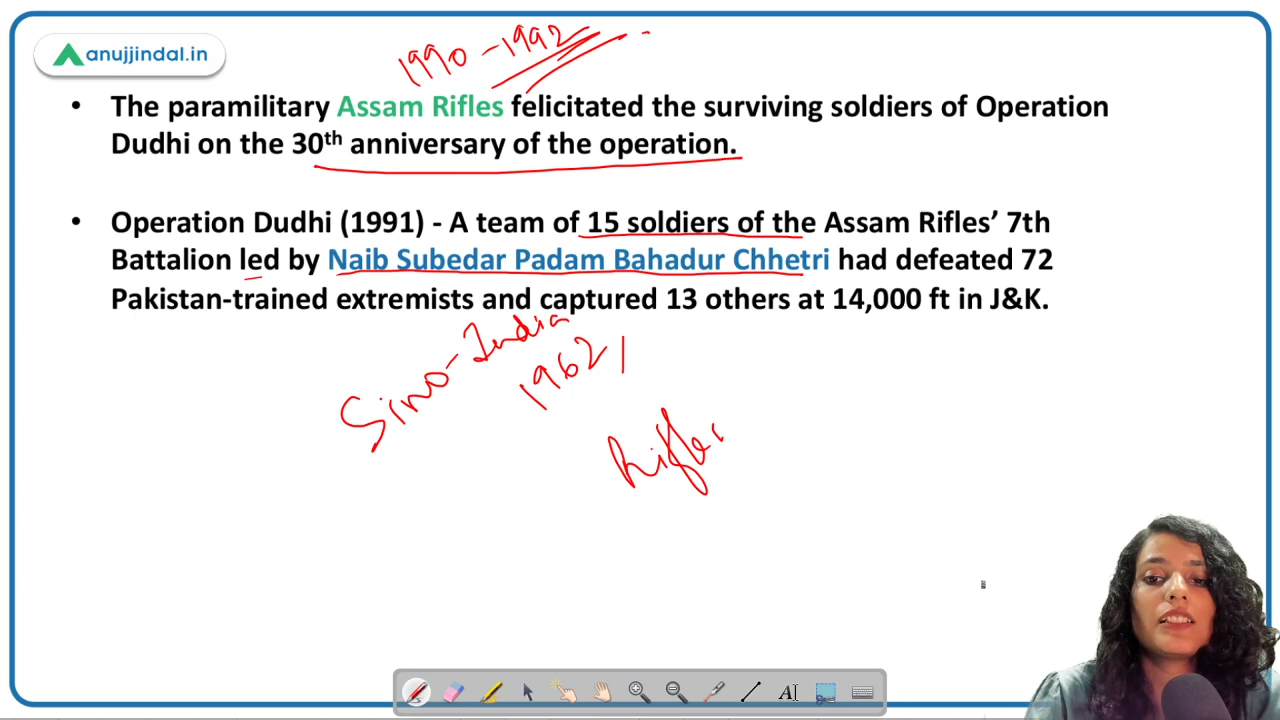 1990-1992
anujjindal.in
• The paramilitary Assam Rifles felicitated the surviving soldiers of Operation
Dudhi on the 30th anniversary of the operation.
• Operation Dudhi (1991) - A team of 15 soldiers of the Assam Rifles’ 7th
Battalion led by Naib Subedar Padam Bahadur Chhetri had defeated 72
Pakistan-trained extremists and captured 13 others at 14,000 ft in J&K.
Sino-India
1962,
Rifles
AI